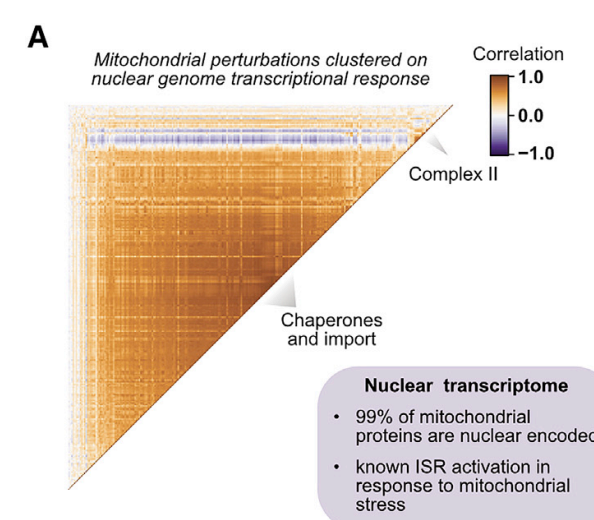 A
Mitochondrial perturbations clustered on
nuclear genome transcriptional response
Correlation
1.0
0.0
−1.0
Complex II
Chaperones
and import
Nuclear transcriptome
• 99% of mitochondrial
proteins are nuclear encoded
• known ISR activation in
response to mitochondrial
stress